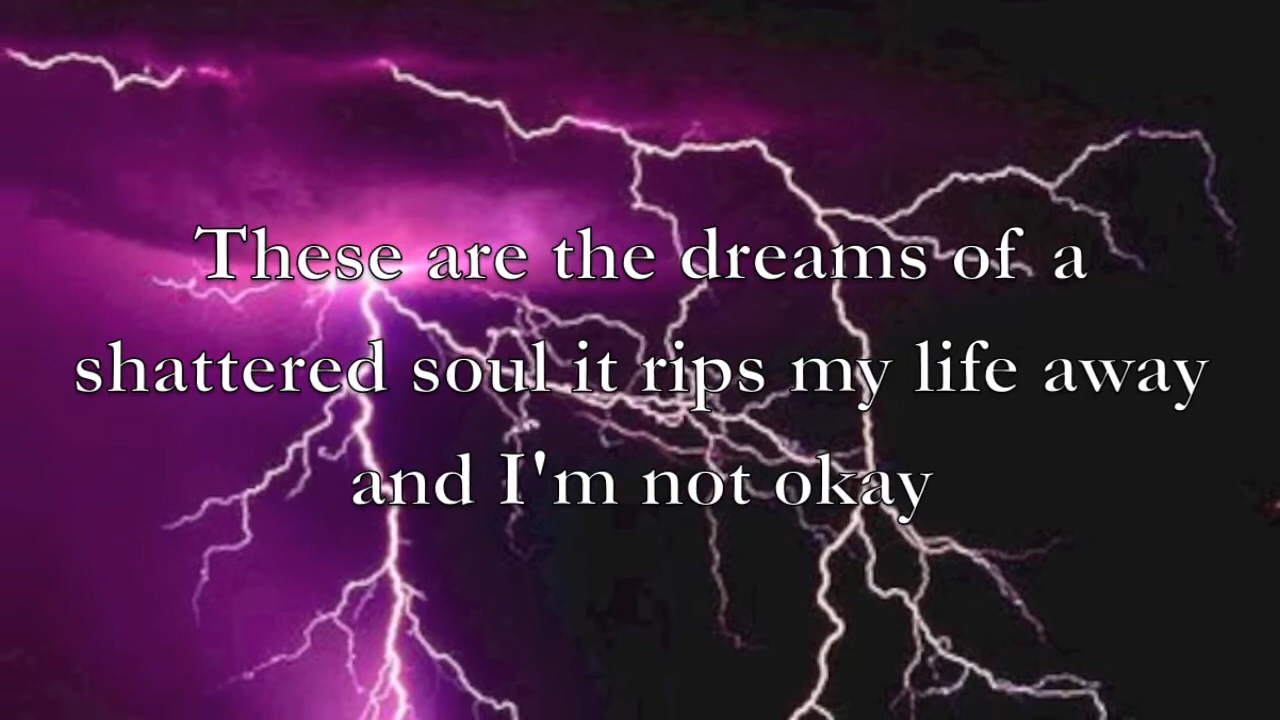 These are the dreams of a
shattered soul it rips my life away
and I'm not okay